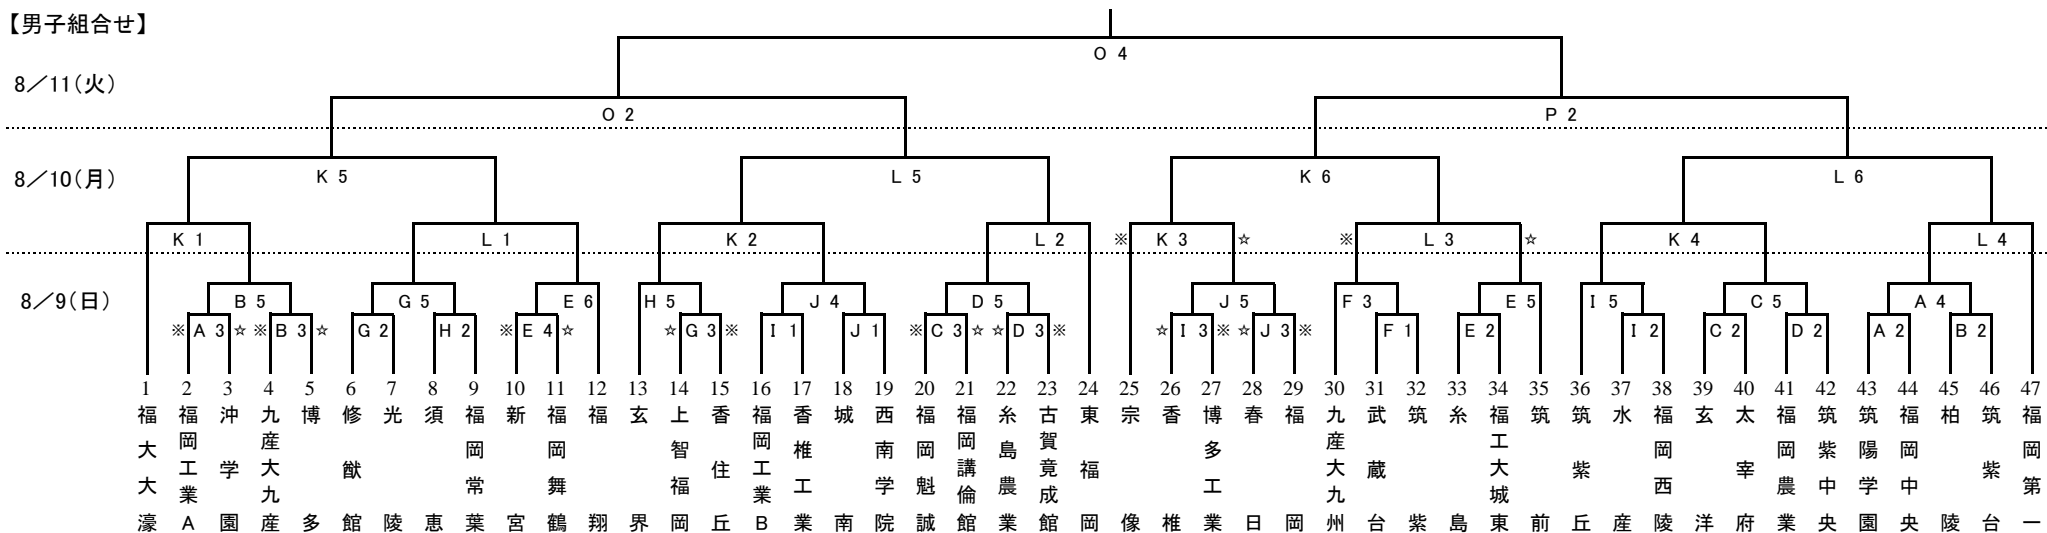 【男子組合せ】
O 4
8／11(火)
O 2
P 2
K 5
L 5
K 6
L 6
8／10(月)
K 1
L 1
K 2
L 2
※ K 3 ☆
※ L 3 ☆
K 4
L 4
8／9(日)
B 5
G 5
E 6
H 5
J 4
D 5
J 5
F 3
E 5
I 5
C 5
A 4
※ A 3 ☆
※ B 3 ☆
G 2
H 2
※ E 4 ☆
☆ G 3 ※
I 1
J 1
※ C 3 ☆
☆ D 3 ※
☆ I 3 ※
☆ J 3 ※
F 1
E 2
I 2
C 2
D 2
A 2
B 2
1 福大大濠
2 福岡工業A
3 沖学園
4 九産大九産
5 博多
6 修猷館
7 光陵
8 須恵
9 福岡常葉
10 新宮
11 福岡舞鶴
12 福翔
13 玄界
14 上智福岡
15 香住丘
16 福岡工業B
17 香椎工業
18 城南
19 西南学院
20 福岡魁誠
21 福岡講倫館
22 糸島農業
23 古賀竟成館
24 東福岡
25 宗像
26 香椎
27 博多工業
28 春日
29 福岡
30 九産大九州
31 武蔵台
32 筑紫
33 糸島
34 福工大城東
35 筑前
36 筑紫丘
37 水産
38 福岡西陵
39 玄洋
40 太宰府
41 福岡農業
42 筑紫中央
43 筑陽学園
44 福岡中央
45 柏陵
46 筑紫台
47 福岡第一